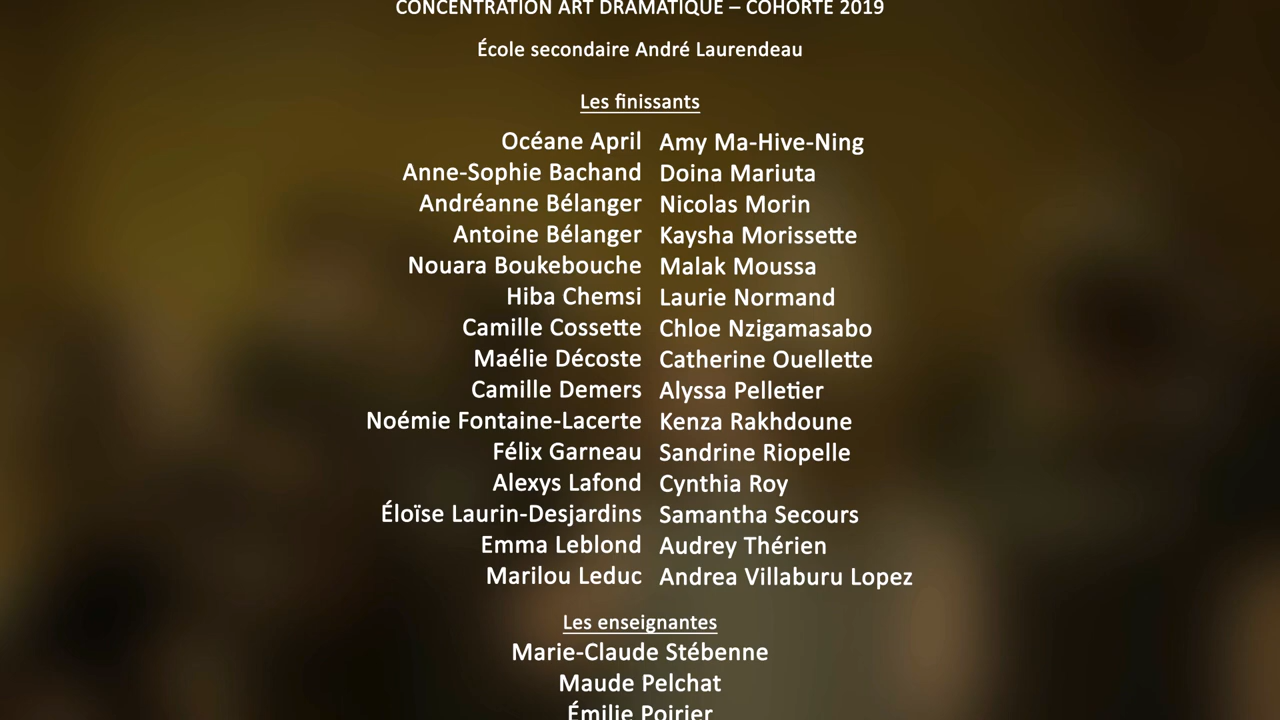 CONCENTRATION ART DRAMATIQUE – COHORTE 2019
École secondaire André Laurendeau
Les finissants
Océane April Amy Ma-Hive-Ning
Anne-Sophie Bachand Doina Mariuta
Andréanne Bélanger Nicolas Morin
Antoine Bélanger Kaysha Morissette
Nouara Boukebouche Malak Moussa
Hiba Chemsi Laurie Normand
Camille Cossette Chloe Nzigamasabo
Maélie Décoste Catherine Ouellette
Camille Demers Alyssa Pelletier
Noémie Fontaine-Lacerte Kenza Rakhdoune
Félix Garneau Sandrine Riopelle
Alexys Lafond Cynthia Roy
Éloïse Laurin-Desjardins Samantha Secours
Emma Leblond Audrey Thérien
Marilou Leduc Andrea Villaburu Lopez
Les enseignantes
Marie-Claude Stébenne
Maude Pelchat
Émilie Poirier